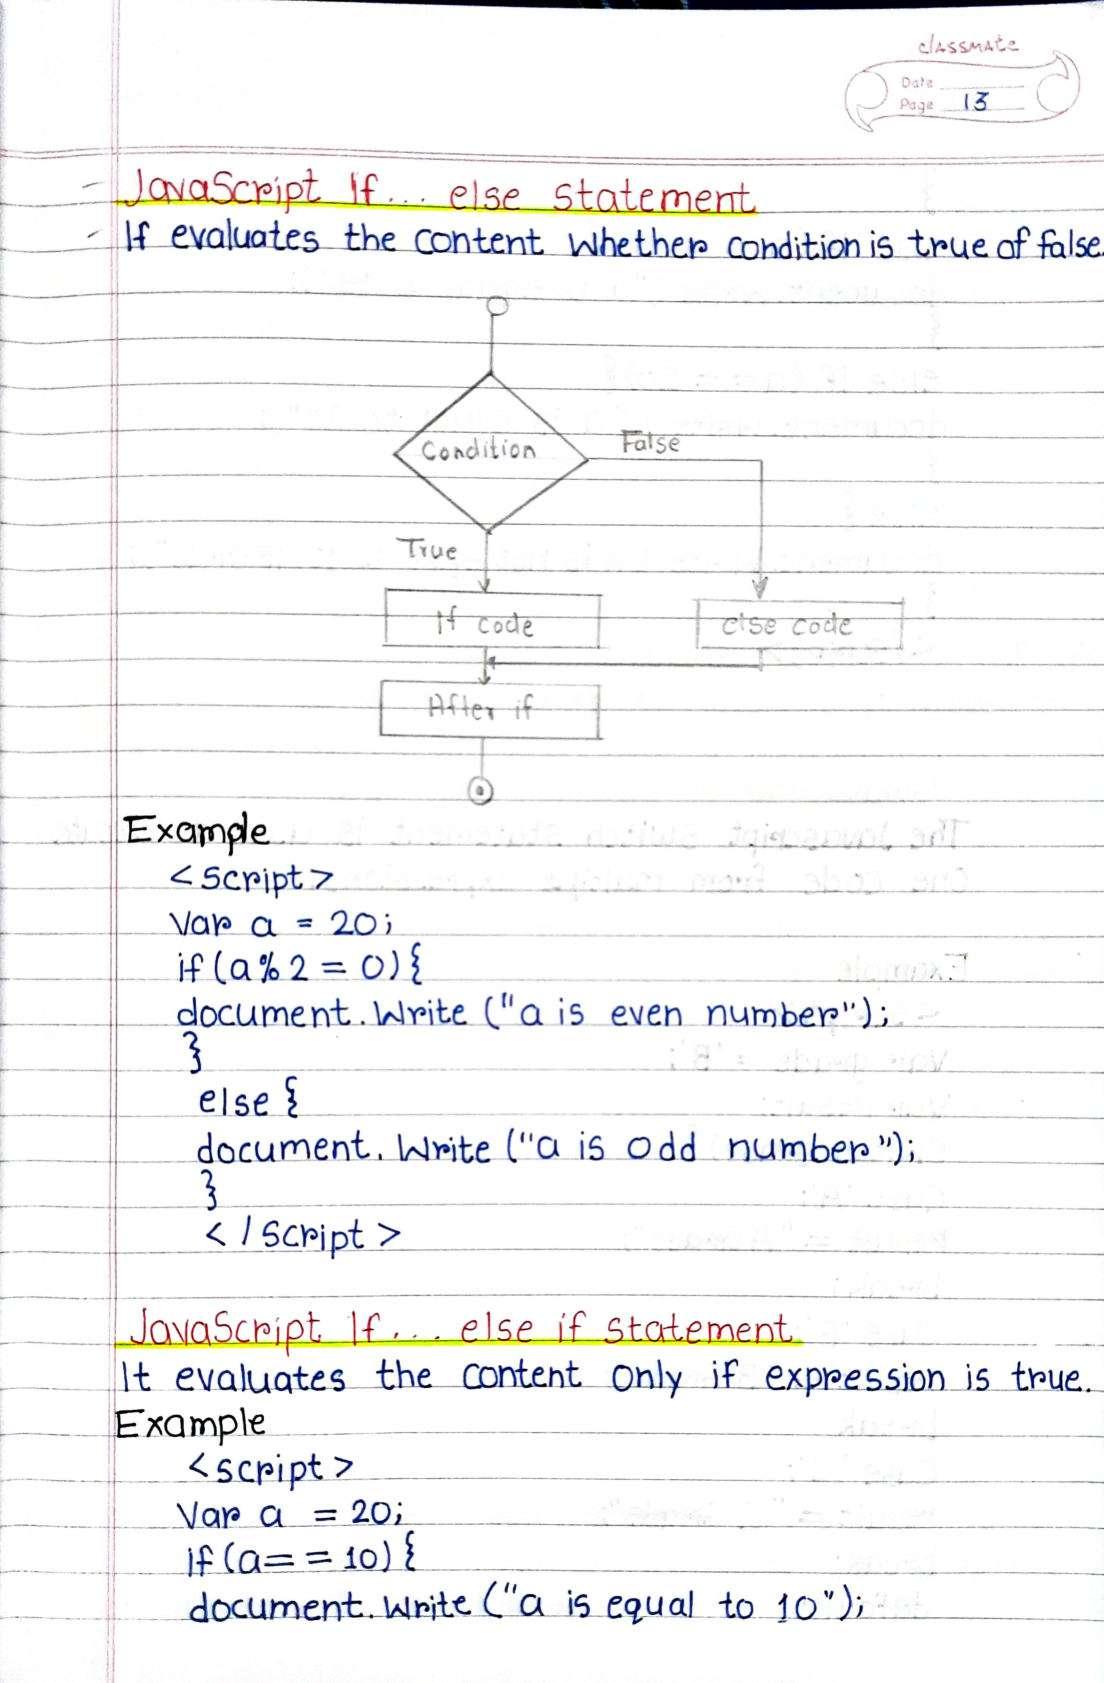 classmate
Date
Page 13
JavaScript If... else statement
If evaluates the content whether condition is true of false.
Condition
False
True
If code
else code
After if
Example
<script>
Var a = 20;
if (a % 2 = 0) {
document.write ("a is even number");
}
else {
document.write ("a is odd number");
}
</script>
JavaScript If... else if statement
It evaluates the content only if expression is true.
Example
<script>
Var a = 20;
if (a = = 10) {
document.write ("a is equal to 10");